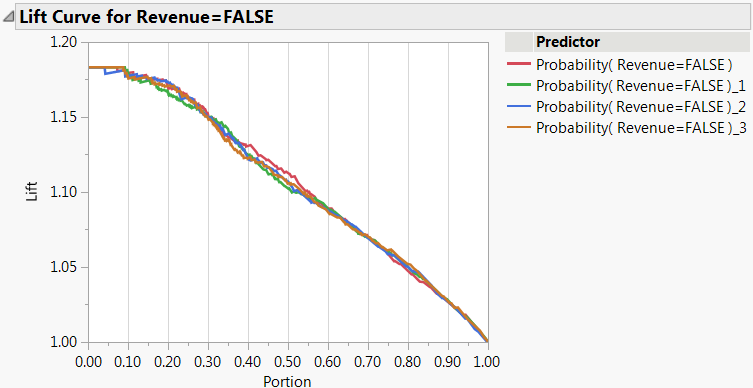 Lift Curve for Revenue=FALSE
1.20
1.15
1.10
1.05
1.00
Lift
0.00 0.10 0.20 0.30 0.40 0.50 0.60 0.70 0.80 0.90 1.00
Portion
Predictor
Probability( Revenue=FALSE )
Probability( Revenue=FALSE )_1
Probability( Revenue=FALSE )_2
Probability( Revenue=FALSE )_3